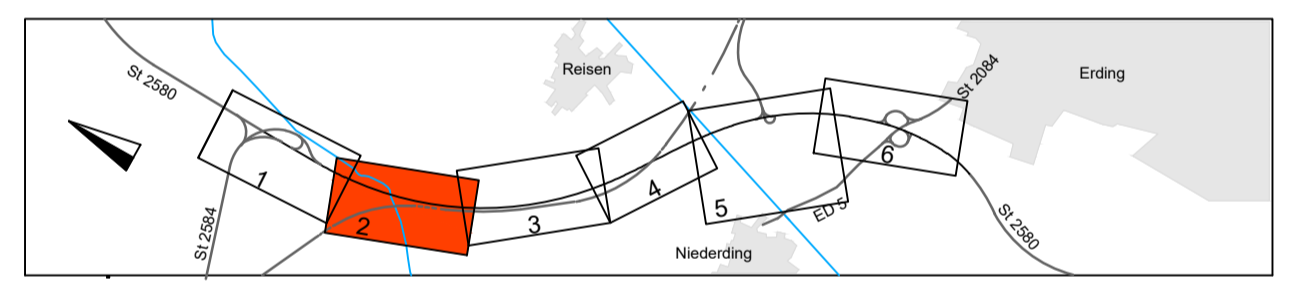 St 2580
Reisen
Erding
St 2084
1
2
3
4
5
6
St 2584
ED 5
Niederding
St 2580